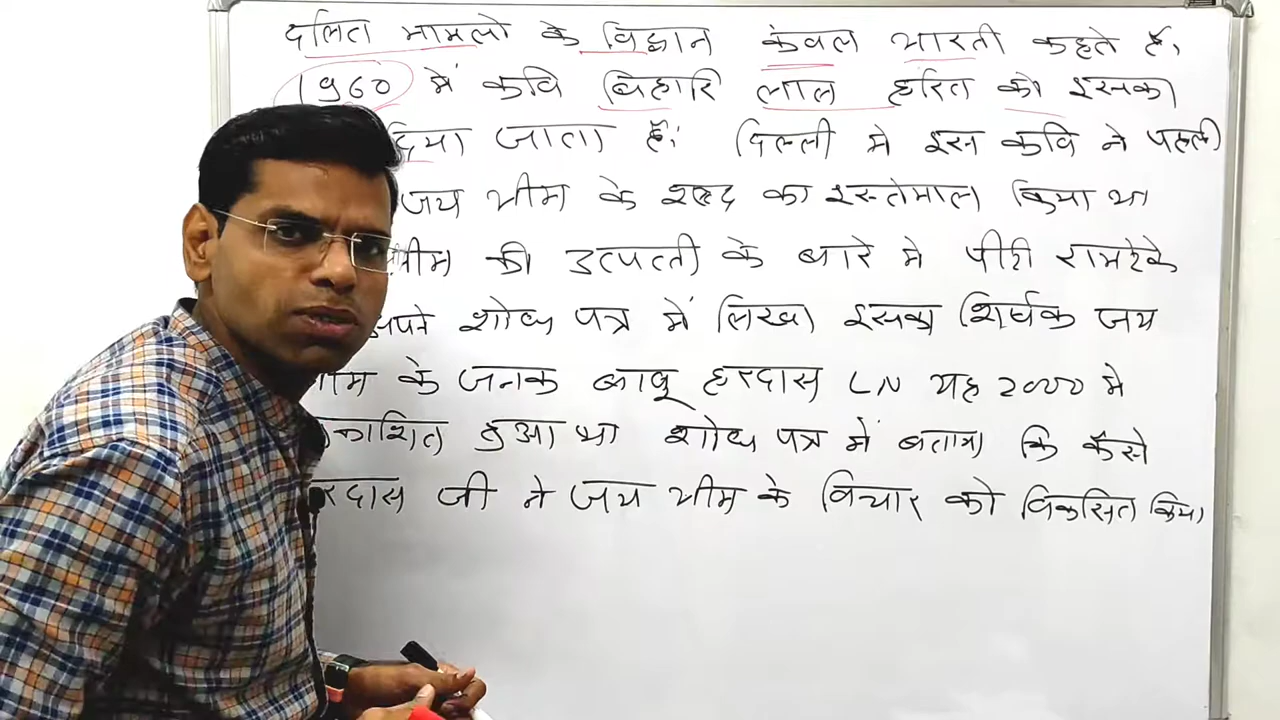 दलित मामलो के विद्वान कंवल भारती कहते है,
1960 में कवि बिहारि लाल हरित को इसका
दिया जाता है। दिल्ली मे इस कवि ने पहली
जय भीम के शब्द का इस्तेमाल किया था
भीम की उत्पत्ती के बारे मे पीटी रामटेके
अपने शोध पत्र में लिखा इसका शिर्षक जय
भीम के जनक बाबू हरदास LN यह 2000 मे
प्रकाशित हुआ था शोध पत्र में बताया कि कैसे
हरदास जी ने जय भीम के विचार को विकसित किया